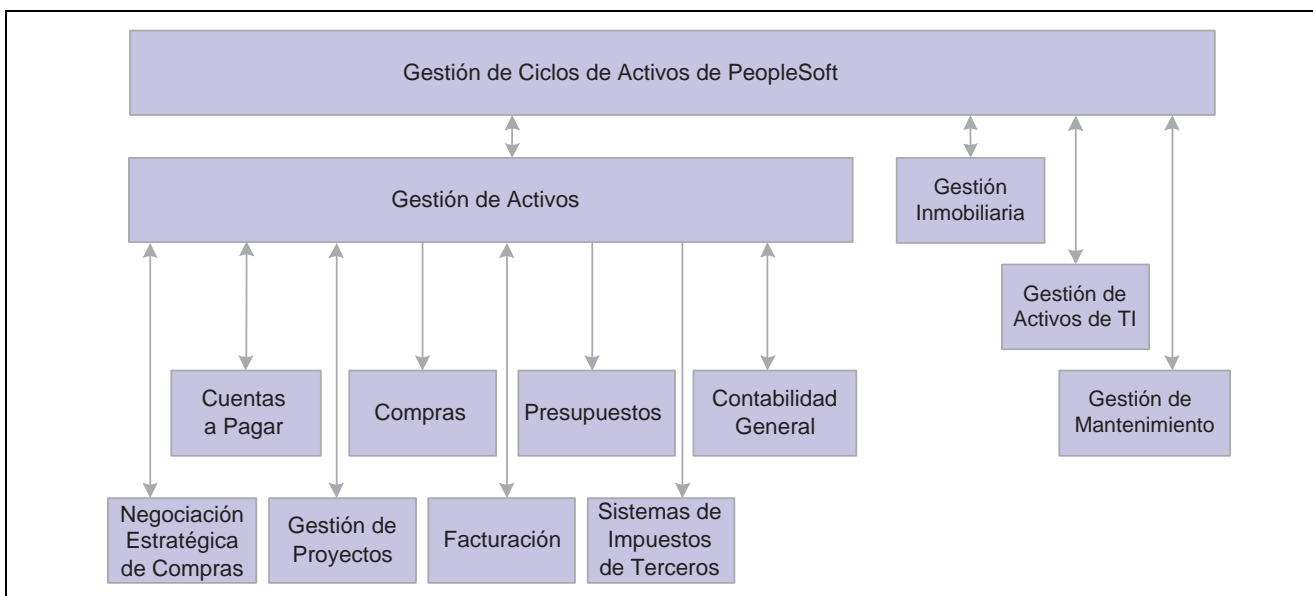 Gestión de Ciclos de Activos de PeopleSoft
Gestión de Activos
Gestión
Inmobiliaria
Gestión de
Activos de TI
Gestión de
Mantenimiento
Cuentas
a Pagar
Compras
Presupuestos
Contabilidad
General
Negociación
Estratégica
de Compras
Gestión de
Proyectos
Facturación
Sistemas de
Impuestos
de Terceros